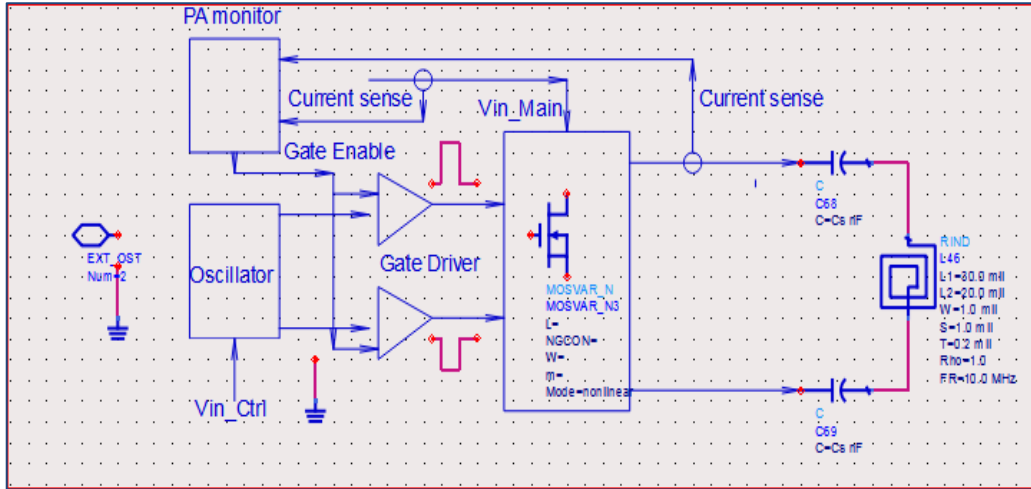 PA monitor
Current sense
Vin_Main
Current sense
Gate Enable
Oscillator
Gate Driver
Vin_Ctrl
EXT_OST
Num=2
MOSVAR_N
MOSVAR_N3
L=
NGCON=
W=
m=
Mode=nonlinear
C
C68
C=Cs nF
RIND
L46
L1=30.0 mil
L2=20.0 mil
W=1.0 mil
S=1.0 mil
T=0.2 mil
Rho=1.0
FR=10.0 MHz
C
C69
C=Cs nF